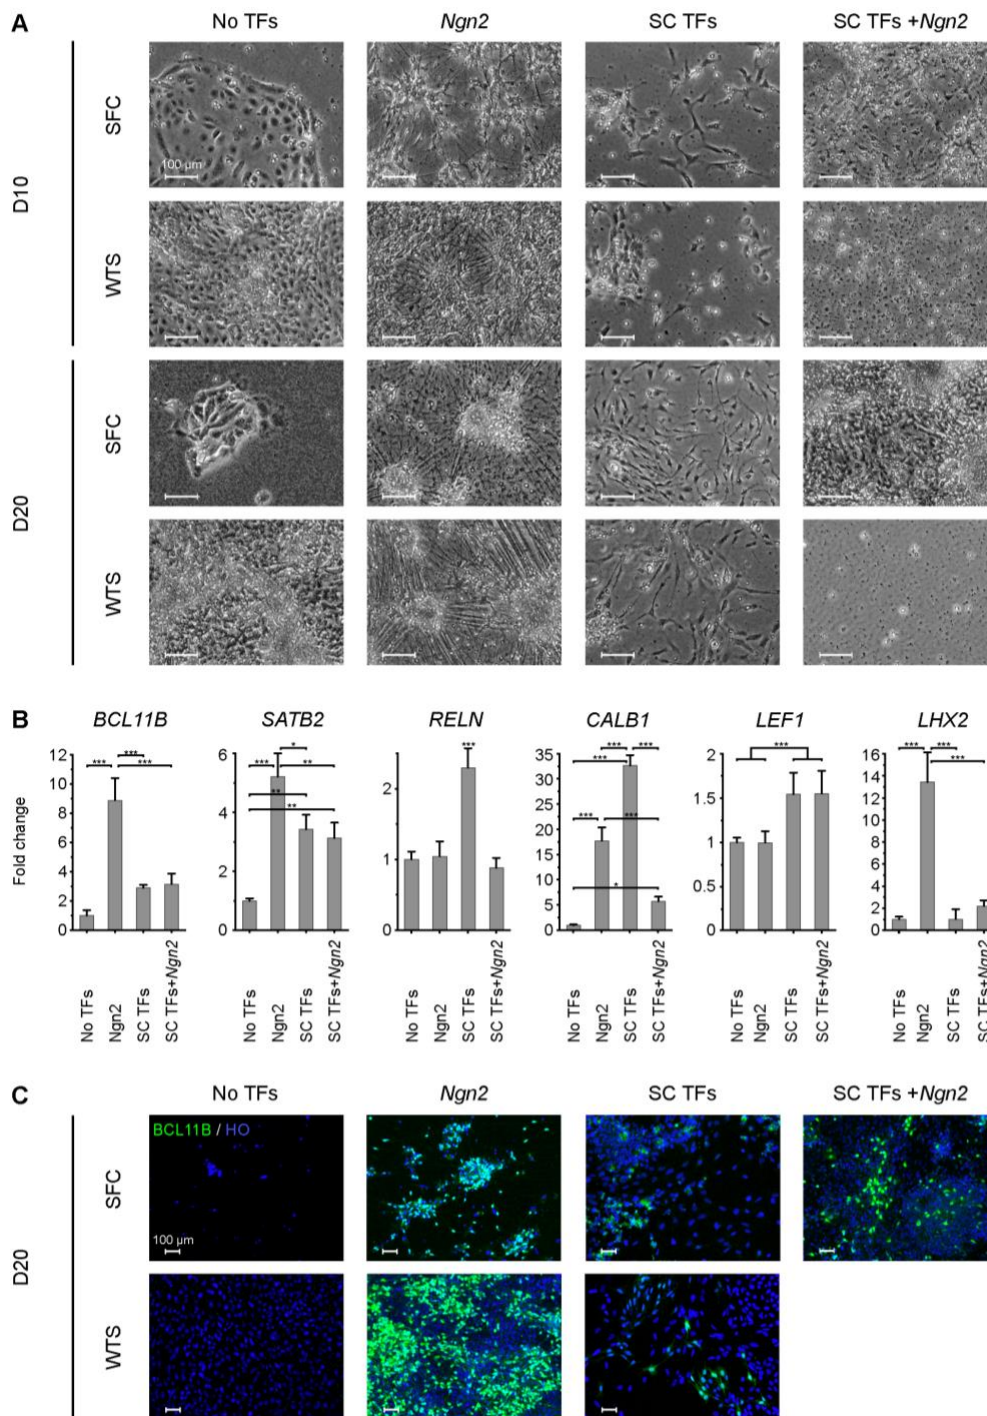 A
No TFs Ngn2 SC TFs SC TFs +Ngn2
D10
SFC
100 µm
WTS
D20
SFC
WTS
B
BCL11B SATB2 RELN CALB1 LEF1 LHX2
Fold change
12 10 8 6 4 2 0
*** *** ***
No TFs Ngn2 SC TFs SC TFs+Ngn2
6 4 2 0
* *** ** ** **
No TFs Ngn2 SC TFs SC TFs+Ngn2
2 1 0
***
No TFs Ngn2 SC TFs SC TFs+Ngn2
35 30 25 20 15 10 5 0
*** *** *** *** *** *
No TFs Ngn2 SC TFs SC TFs+Ngn2
2 1.5 1 0.5 0
***
No TFs Ngn2 SC TFs SC TFs+Ngn2
16 14 12 10 8 6 4 2 0
*** *** ***
No TFs Ngn2 SC TFs SC TFs+Ngn2
C
No TFs Ngn2 SC TFs SC TFs +Ngn2
D20
SFC
BCL11B / HO
100 µm
WTS